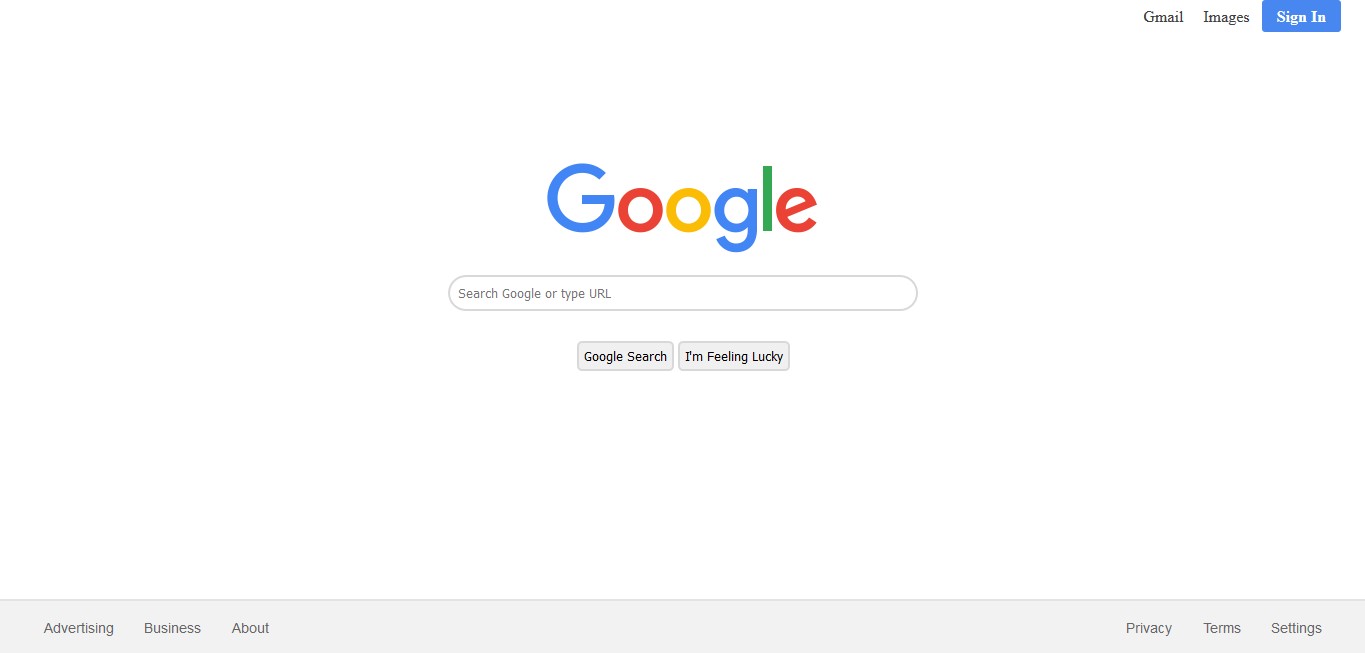 Gmail Images Sign In
Google
Search Google or type URL
Google Search I'm Feeling Lucky
Advertising Business About Privacy Terms Settings